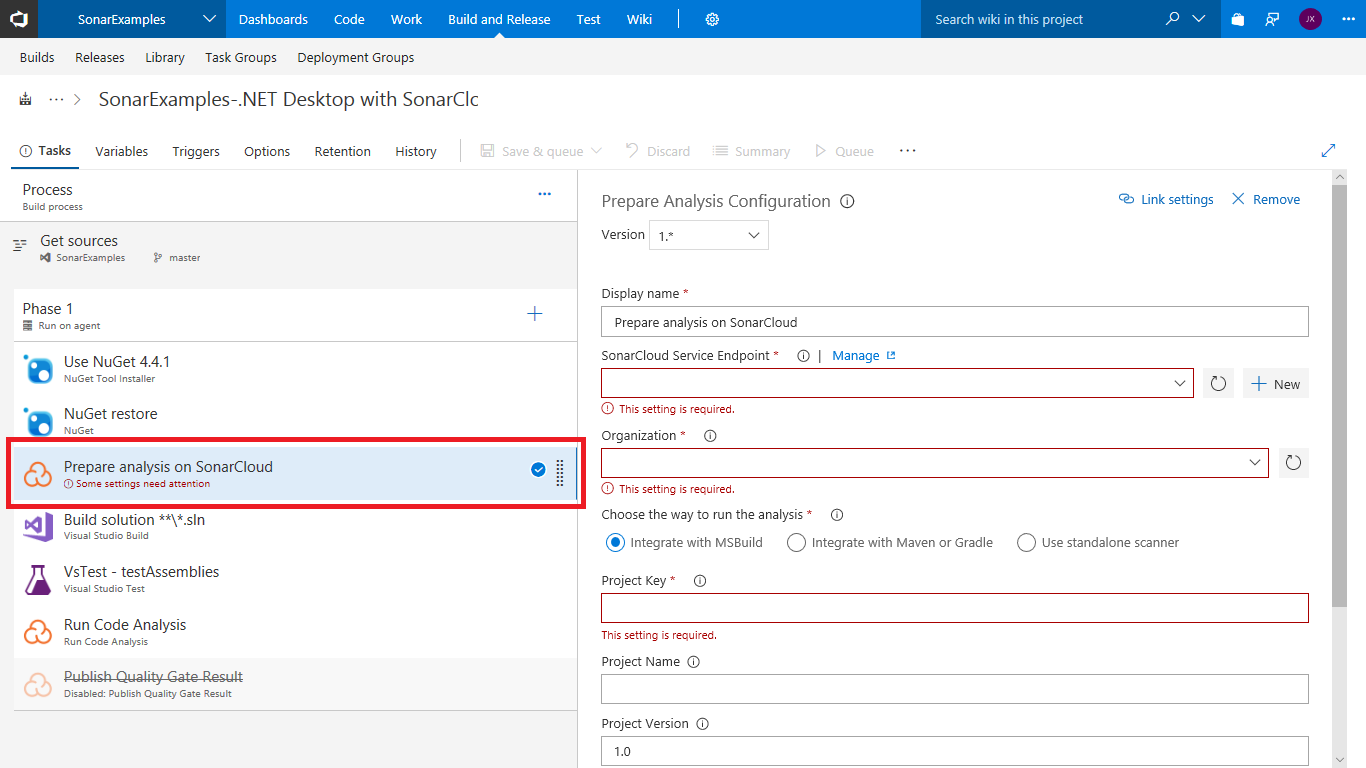 SonarExamples Dashboards Code Work Build and Release Test Wiki Search wiki in this project JX
Builds Releases Library Task Groups Deployment Groups
... > SonarExamples-.NET Desktop with SonarClc
Tasks Variables Triggers Options Retention History Save & queue Discard Summary Queue ...
Process
Build process
Get sources
SonarExamples master
Phase 1
Run on agent
Use NuGet 4.4.1
NuGet Tool Installer
NuGet restore
NuGet
Prepare analysis on SonarCloud
Some settings need attention
Build solution **\*.sln
Visual Studio Build
VsTest - testAssemblies
Visual Studio Test
Run Code Analysis
Run Code Analysis
Publish Quality Gate Result
Disabled: Publish Quality Gate Result
Prepare Analysis Configuration Link settings Remove
Version 1.*
Display name *
Prepare analysis on SonarCloud
SonarCloud Service Endpoint * | Manage
New
This setting is required.
Organization *
This setting is required.
Choose the way to run the analysis *
Integrate with MSBuild Integrate with Maven or Gradle Use standalone scanner
Project Key *
This setting is required.
Project Name
Project Version
1.0